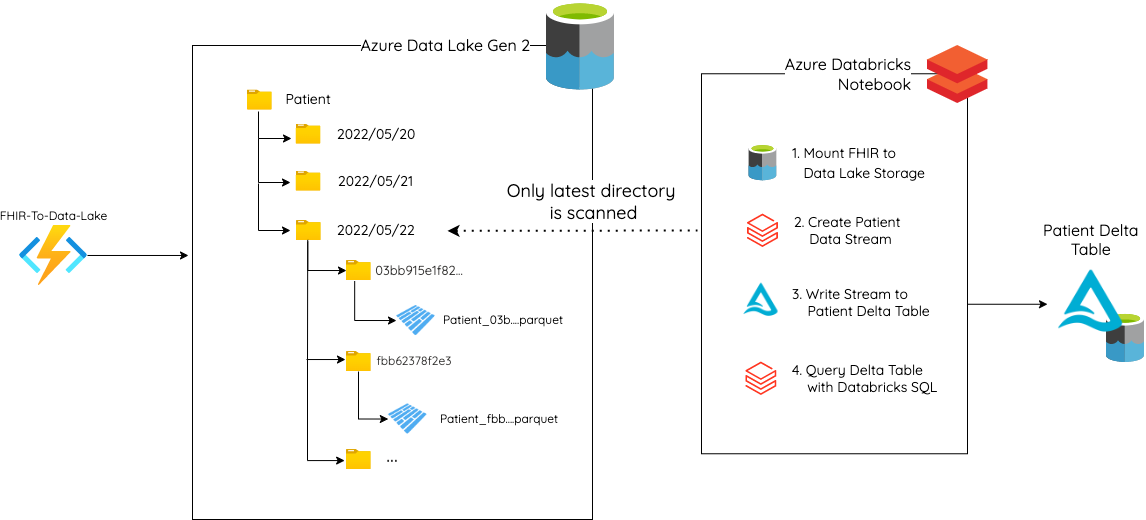 FHIR-To-Data-Lake
Azure Data Lake Gen 2
Patient
2022/05/20
2022/05/21
2022/05/22
03bb915e1f82...
Patient_03b....parquet
fbb62378f2e3
Patient_fbb....parquet
...
Only latest directory
is scanned
Azure Databricks
Notebook
1. Mount FHIR to
Data Lake Storage
2. Create Patient
Data Stream
3. Write Stream to
Patient Delta Table
4. Query Delta Table
with Databricks SQL
Patient Delta
Table